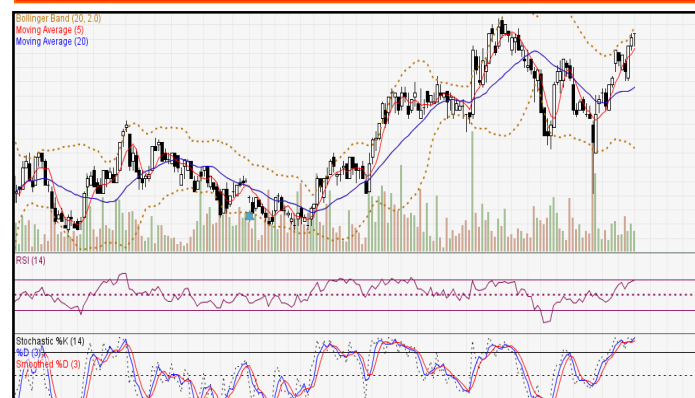 Bollinger Band (20, 2.0)
Moving Average (5)
Moving Average (20)
RSI (14)
Stochastic %K (14)
%D (3)
Smoothed %D (3)